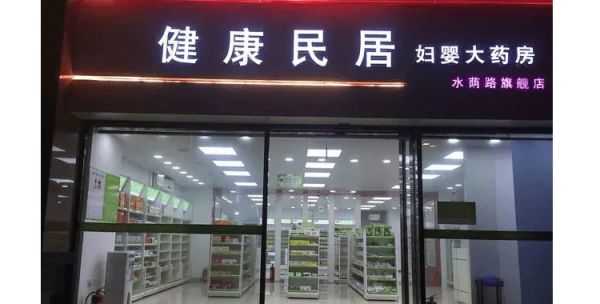 健康民居 妇婴大药房
水荫路旗舰店